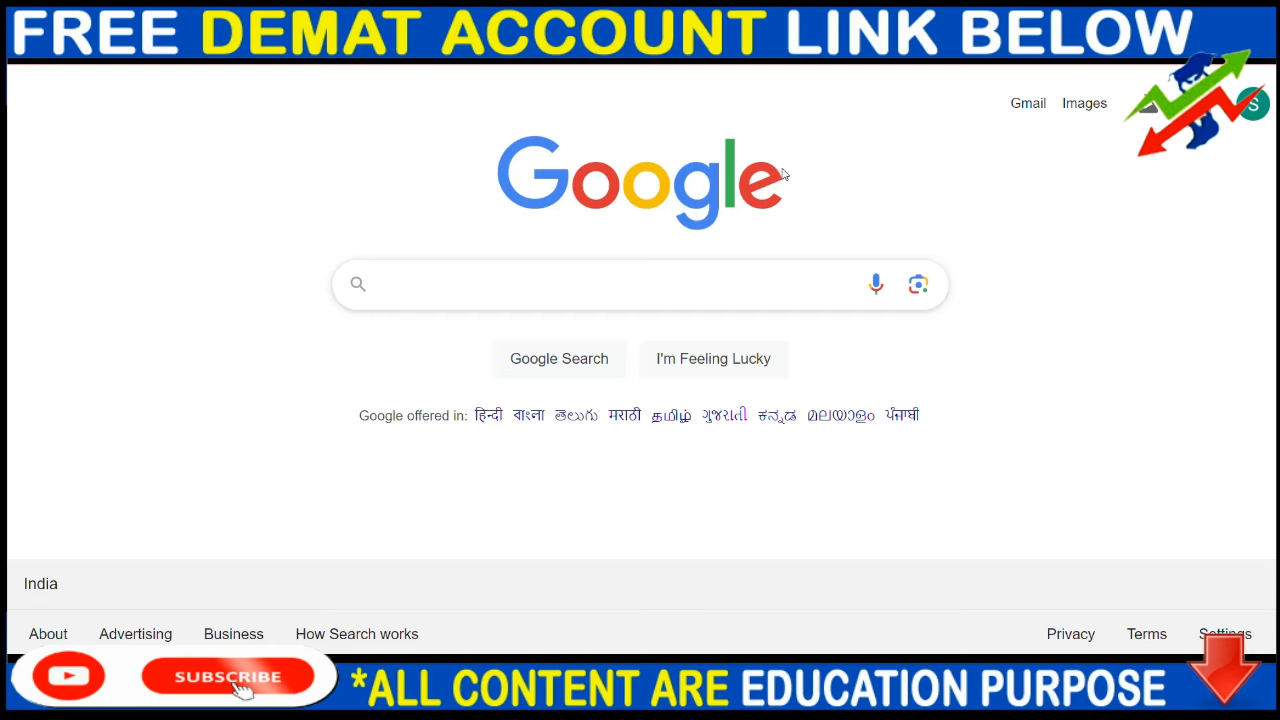 FREE DEMAT ACCOUNT LINK BELOW
Gmail Images
S
Google
Google Search I'm Feeling Lucky
Google offered in: हिन्दी বাংলা తెలుగు मराठी தமிழ் ગુજરાતી ಕನ್ನಡ മലയാളം ਪੰਜਾਬੀ
India
About Advertising Business How Search works Privacy Terms Settings
SUBSCRIBE
*ALL CONTENT ARE EDUCATION PURPOSE